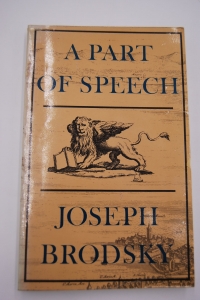 A PART
OF SPEECH
JOSEPH
BRODSKY